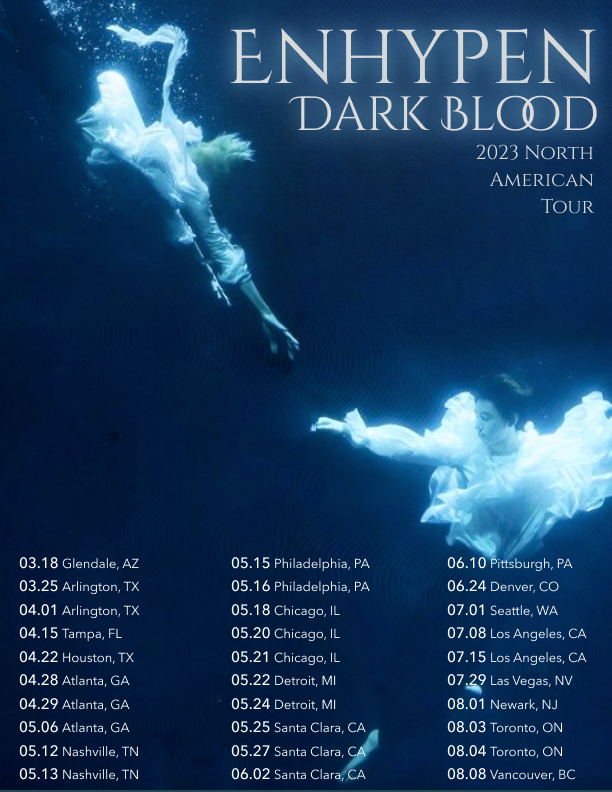 ENHYPEN
DARK BLOOD
2023 NORTH
AMERICAN
TOUR
03.18 Glendale, AZ
03.25 Arlington, TX
04.01 Arlington, TX
04.15 Tampa, FL
04.22 Houston, TX
04.28 Atlanta, GA
04.29 Atlanta, GA
05.06 Atlanta, GA
05.12 Nashville, TN
05.13 Nashville, TN
05.15 Philadelphia, PA
05.16 Philadelphia, PA
05.18 Chicago, IL
05.20 Chicago, IL
05.21 Chicago, IL
05.22 Detroit, MI
05.24 Detroit, MI
05.25 Santa Clara, CA
05.27 Santa Clara, CA
06.02 Santa Clara, CA
06.10 Pittsburgh, PA
06.24 Denver, CO
07.01 Seattle, WA
07.08 Los Angeles, CA
07.15 Los Angeles, CA
07.29 Las Vegas, NV
08.01 Newark, NJ
08.03 Toronto, ON
08.04 Toronto, ON
08.08 Vancouver, BC